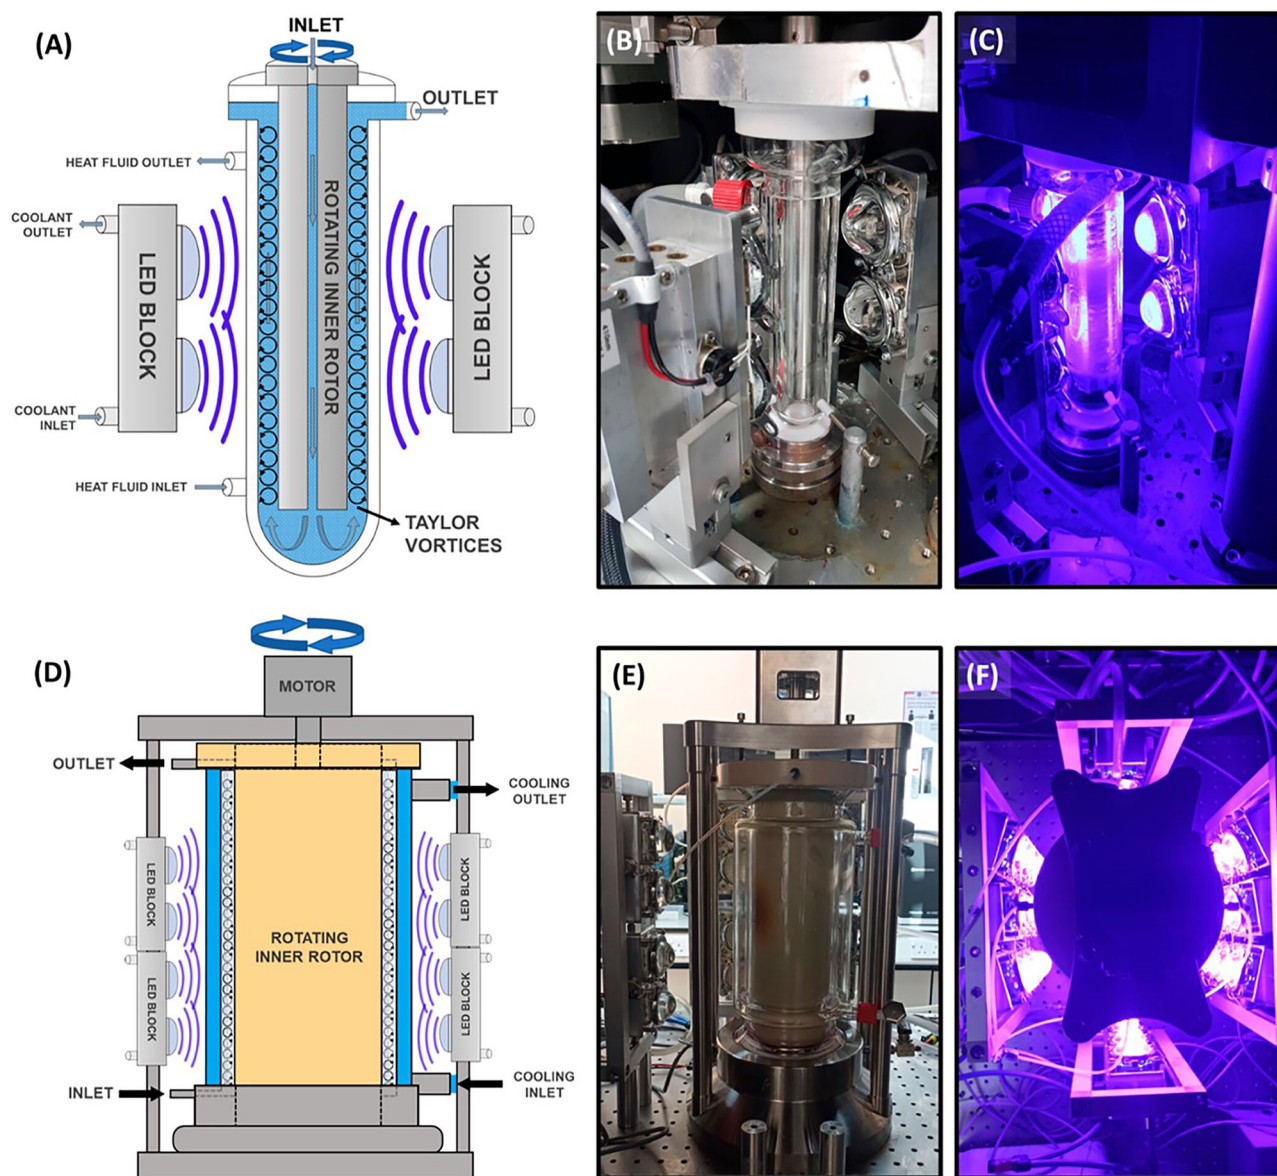 (A)
INLET
OUTLET
HEAT FLUID OUTLET
COOLANT
OUTLET
LED BLOCK
ROTATING INNER ROTOR
LED BLOCK
COOLANT
INLET
HEAT FLUID INLET
TAYLOR
VORTICES
(B)
(C)
(D)
MOTOR
OUTLET
COOLING
OUTLET
LED BLOCK
LED BLOCK
LED BLOCK
LED BLOCK
ROTATING
INNER ROTOR
INLET
COOLING
INLET
(E)
(F)